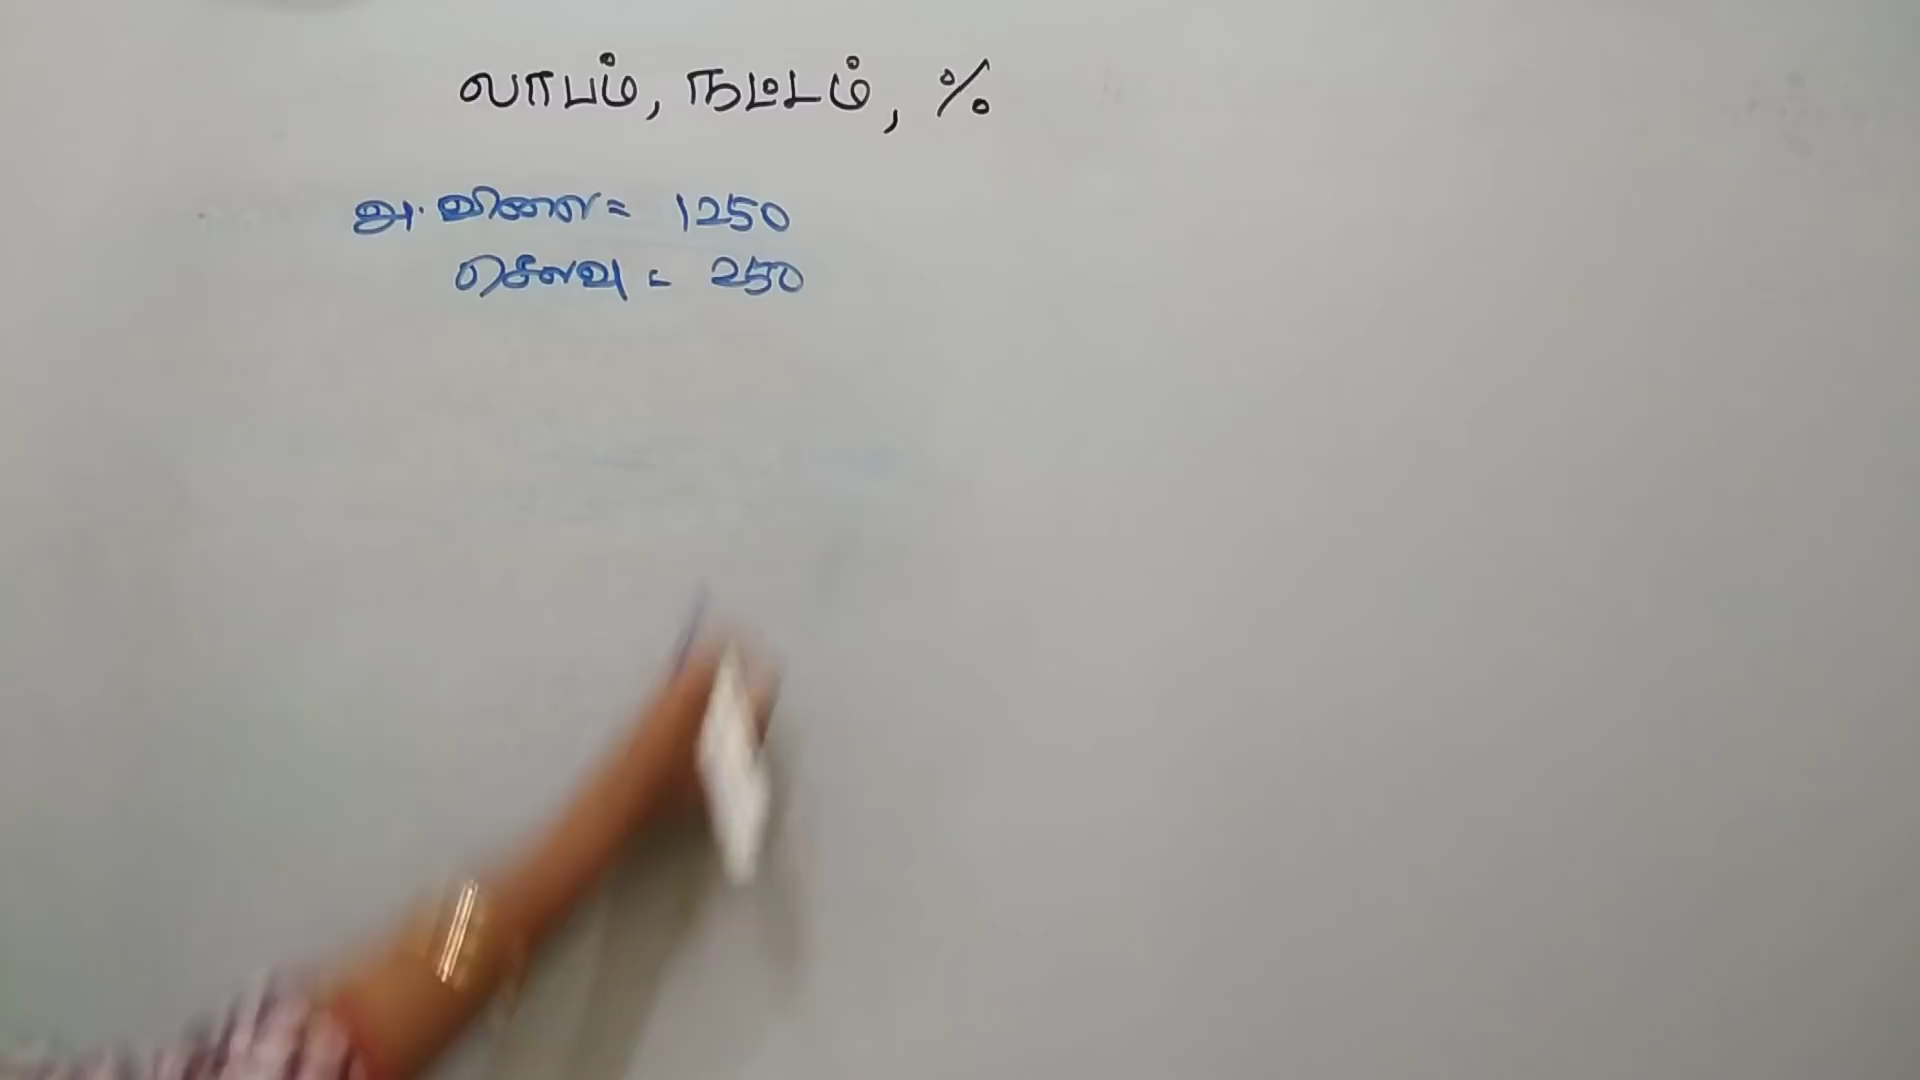 லாபம், நட்டம், %
அ. விலை = 1250
செலவு = 250